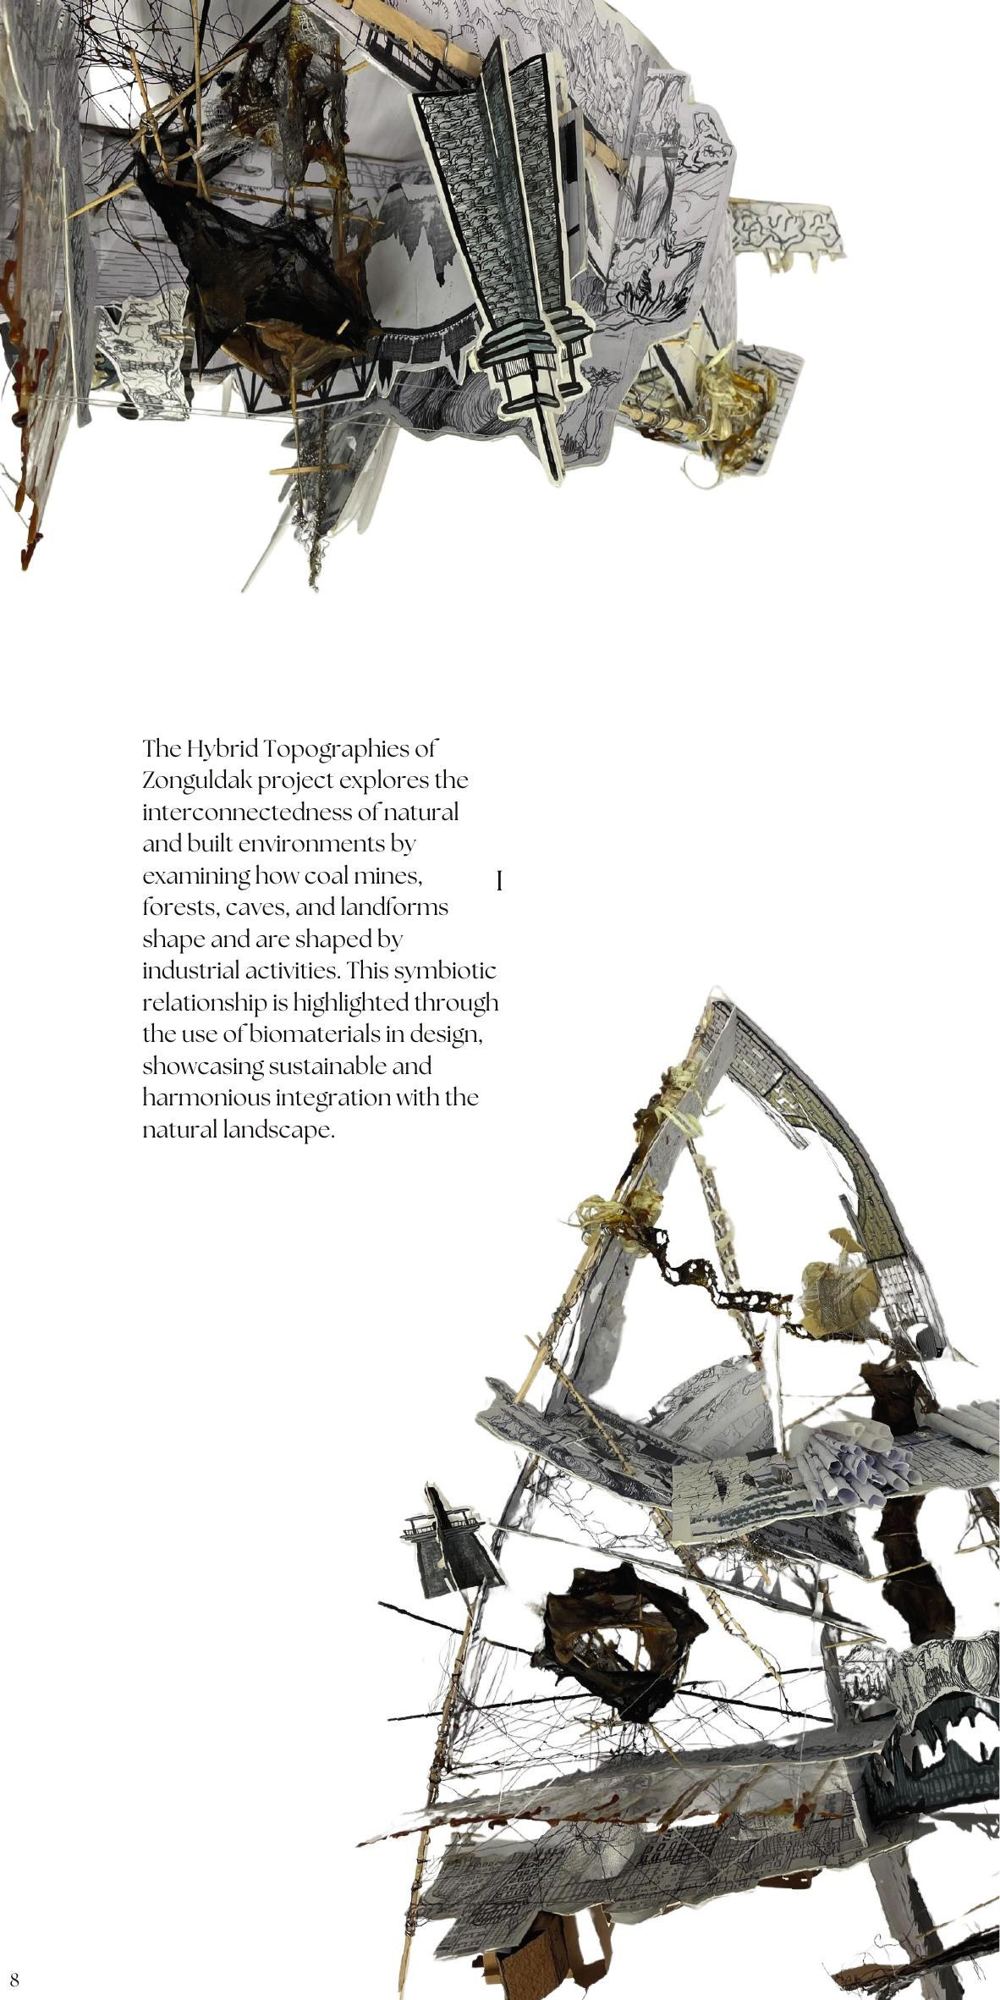 The Hybrid Topographies of
Zonguldak project explores the
interconnectedness of natural
and built environments by
examining how coal mines,
forests, caves, and landforms
shape and are shaped by
industrial activities. This symbiotic
relationship is highlighted through
the use of biomaterials in design,
showcasing sustainable and
harmonious integration with the
natural landscape.
I
8